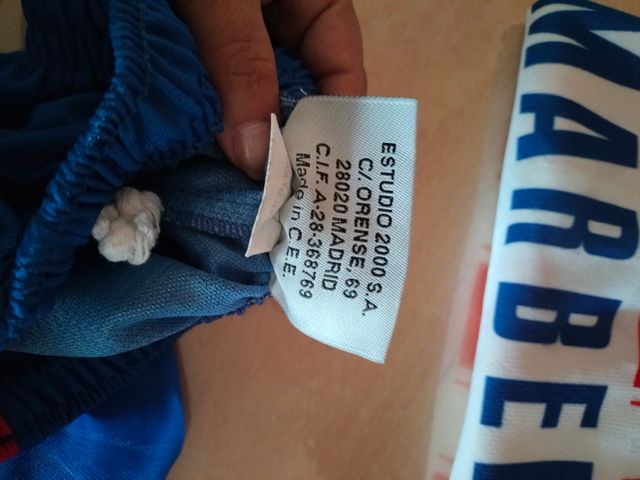 ESTUDIO 2000 S.A.
C/. ORENSE, 69
28020 MADRID
C.I.F. A-28-368769
Made in C.E.E.
MARBE